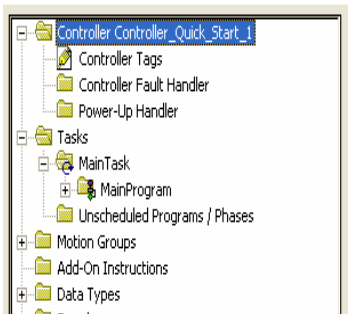 Controller Controller_Quick_Start_1
Controller Tags
Controller Fault Handler
Power-Up Handler
Tasks
MainTask
MainProgram
Unscheduled Programs / Phases
Motion Groups
Add-On Instructions
Data Types